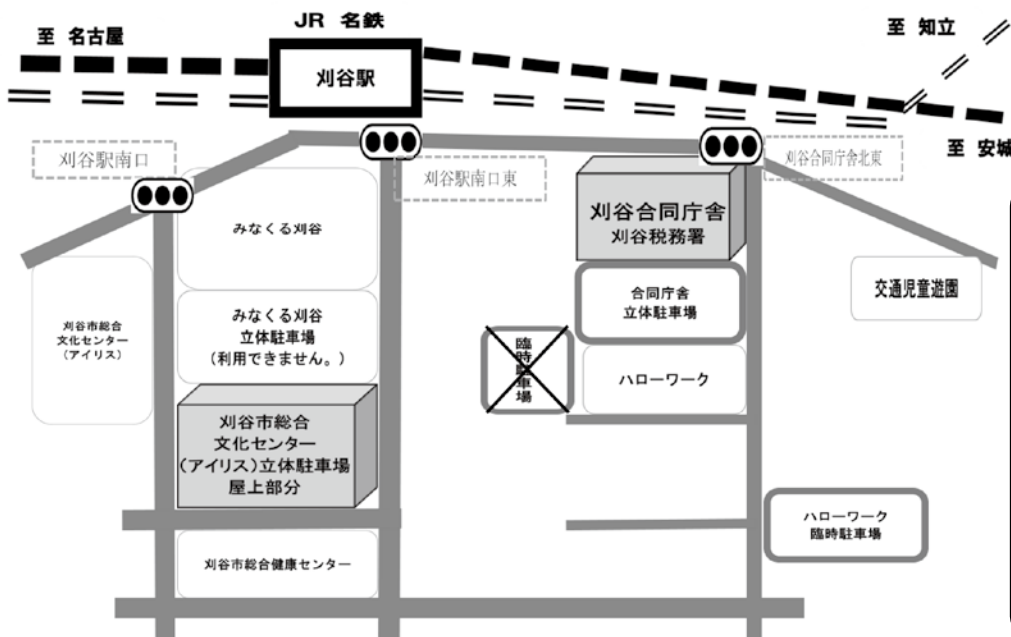 JR 名鉄
至 名古屋
至 知立
刈谷駅
至 安城
刈谷駅南口
刈谷駅南口東
刈谷合同庁舎北東
みなくる刈谷
刈谷合同庁舎
刈谷税務署
交通児童遊園
刈谷市総合
文化センター
(アイリス)
みなくる刈谷
立体駐車場
(利用できません。)
合同庁舎
立体駐車場
臨時駐車場
ハローワーク
刈谷市総合
文化センター
(アイリス)立体駐車場
屋上部分
ハローワーク
臨時駐車場
刈谷市総合健康センター